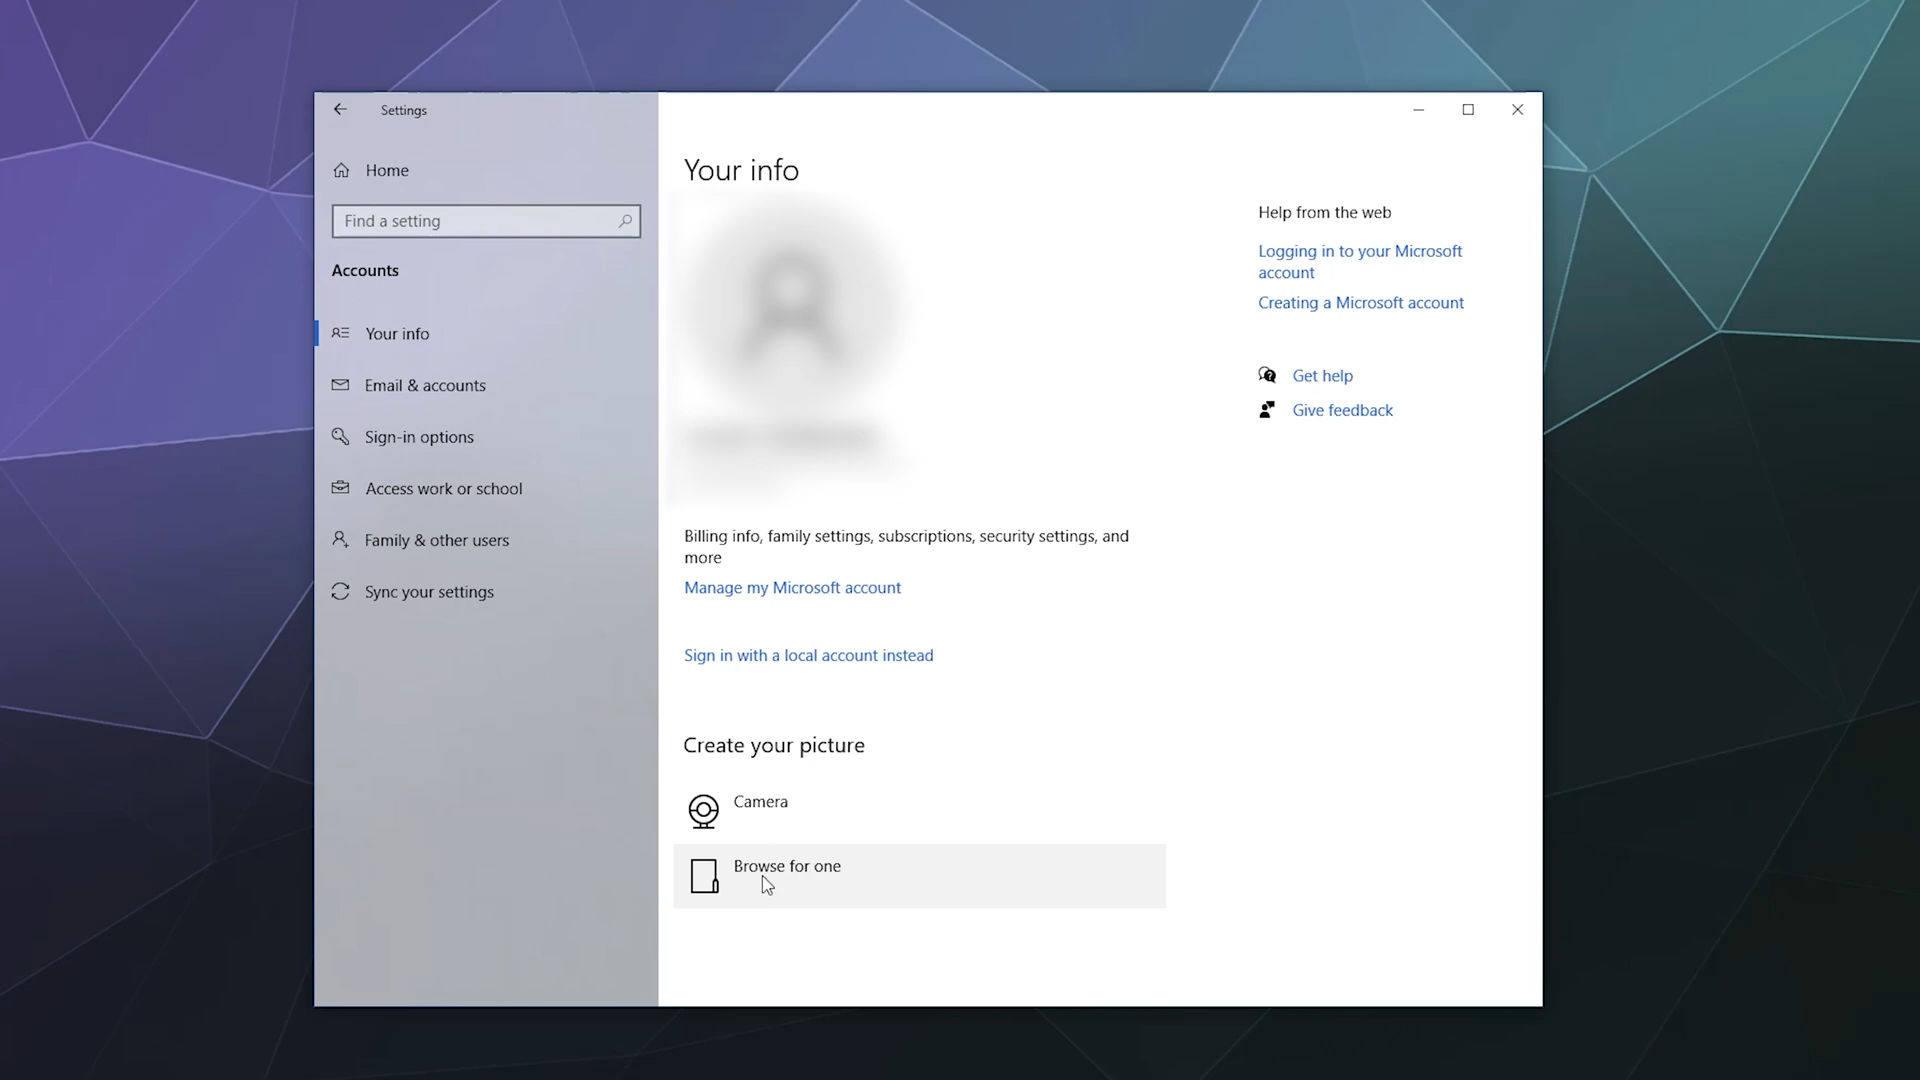 Settings
Home
Find a setting
Accounts
Your info
Email & accounts
Sign-in options
Access work or school
Family & other users
Sync your settings
Your info
Billing info, family settings, subscriptions, security settings, and
more
Manage my Microsoft account
Sign in with a local account instead
Create your picture
Camera
Browse for one
Help from the web
Logging in to your Microsoft
account
Creating a Microsoft account
Get help
Give feedback